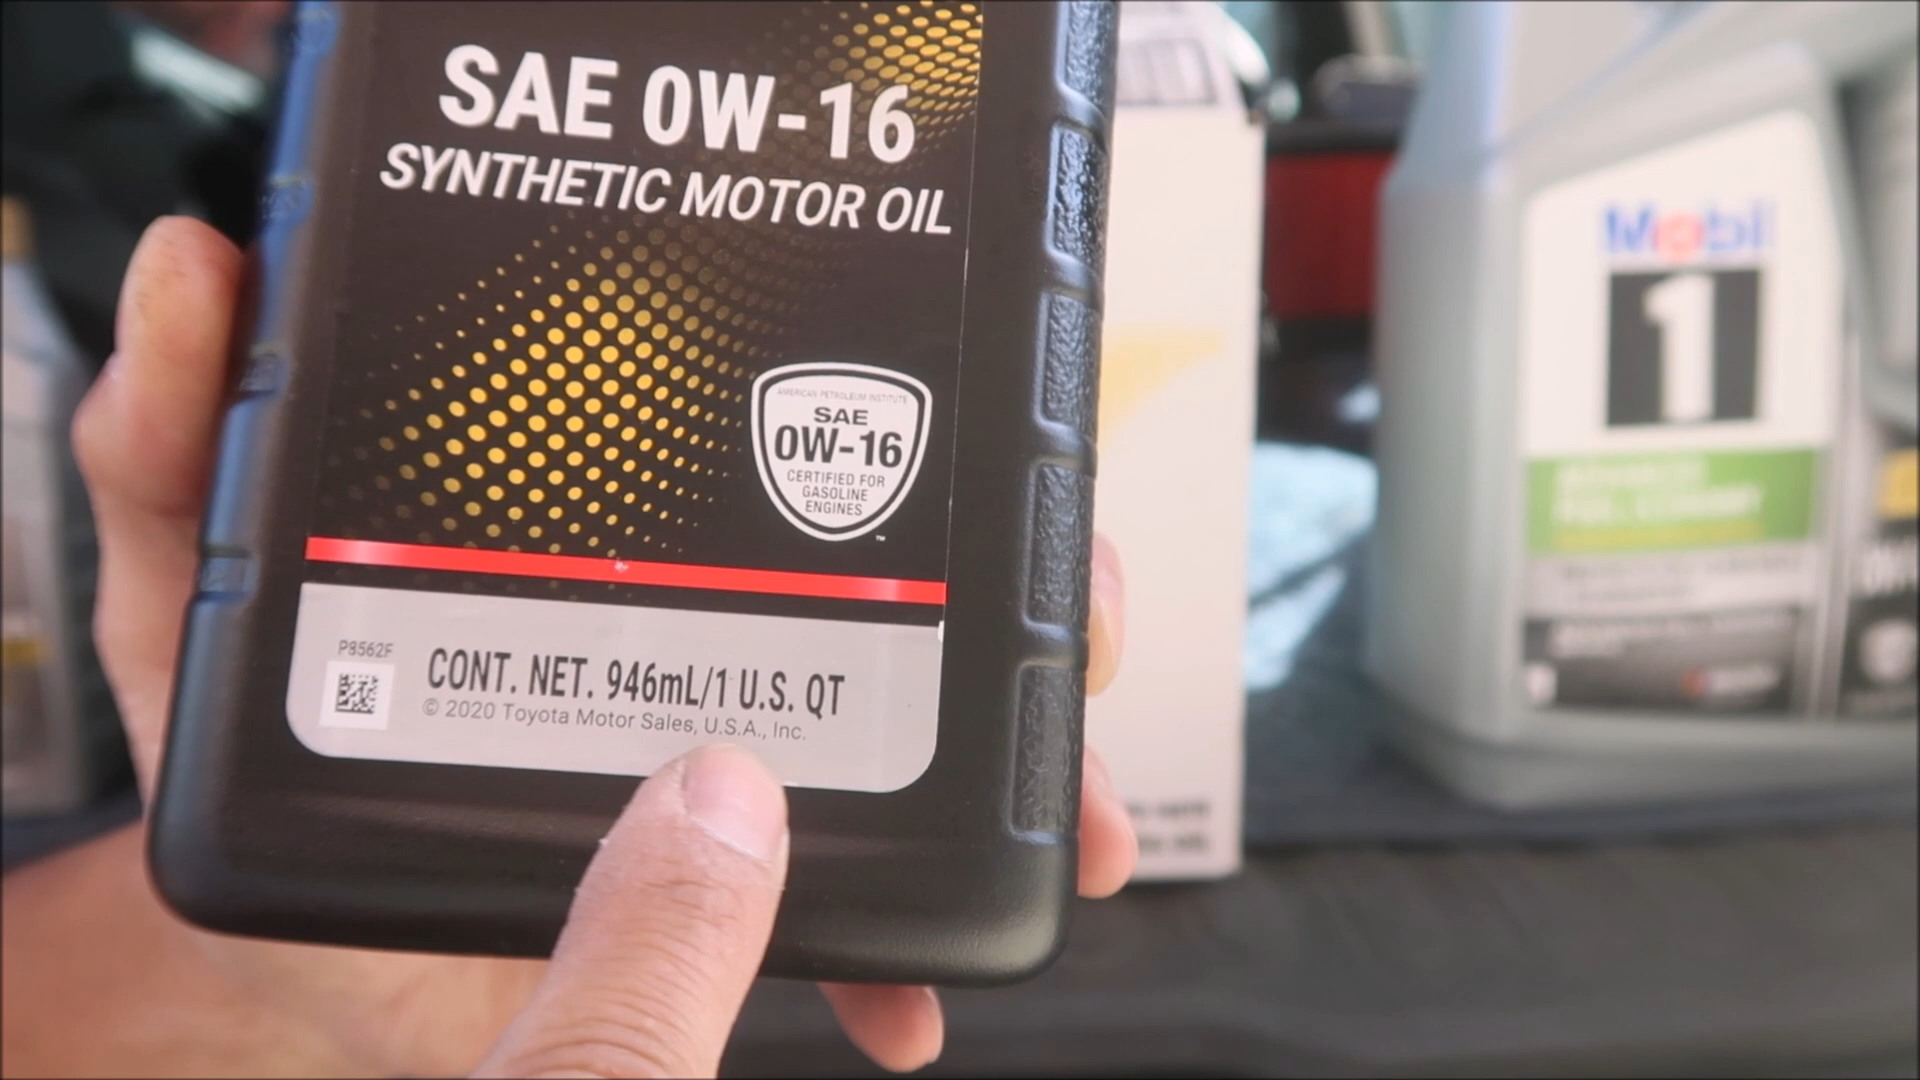 SAE 0W-16
SYNTHETIC MOTOR OIL
AMERICAN PETROLEUM INSTITUTE
SAE
0W-16
CERTIFIED FOR
GASOLINE
ENGINES
TM
P8562F
CONT. NET. 946mL/1 U.S. QT
© 2020 Toyota Motor Sales, U.S.A., Inc.
Mobil
1